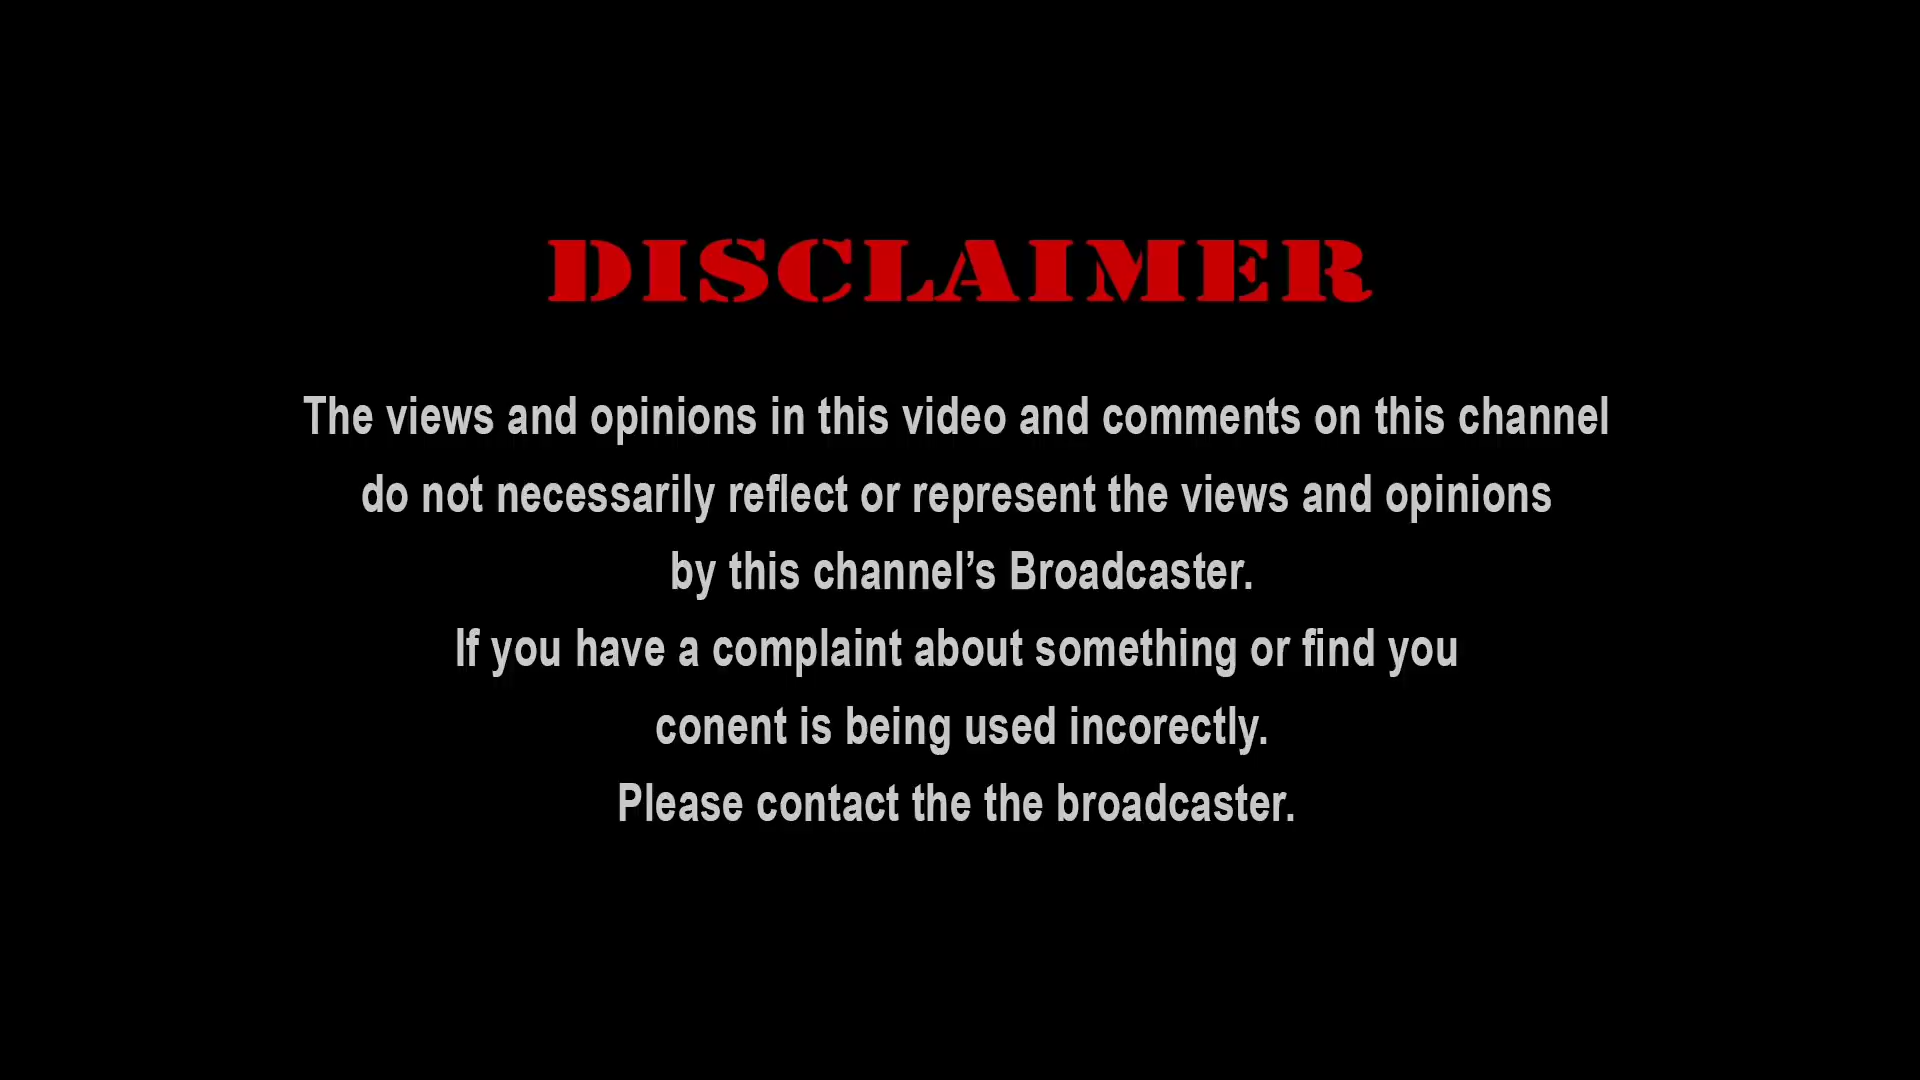 DISCLAIMER
The views and opinions in this video and comments on this channel
do not necessarily reflect or represent the views and opinions
by this channel’s Broadcaster.
If you have a complaint about something or find you
conent is being used incorectly.
Please contact the the broadcaster.